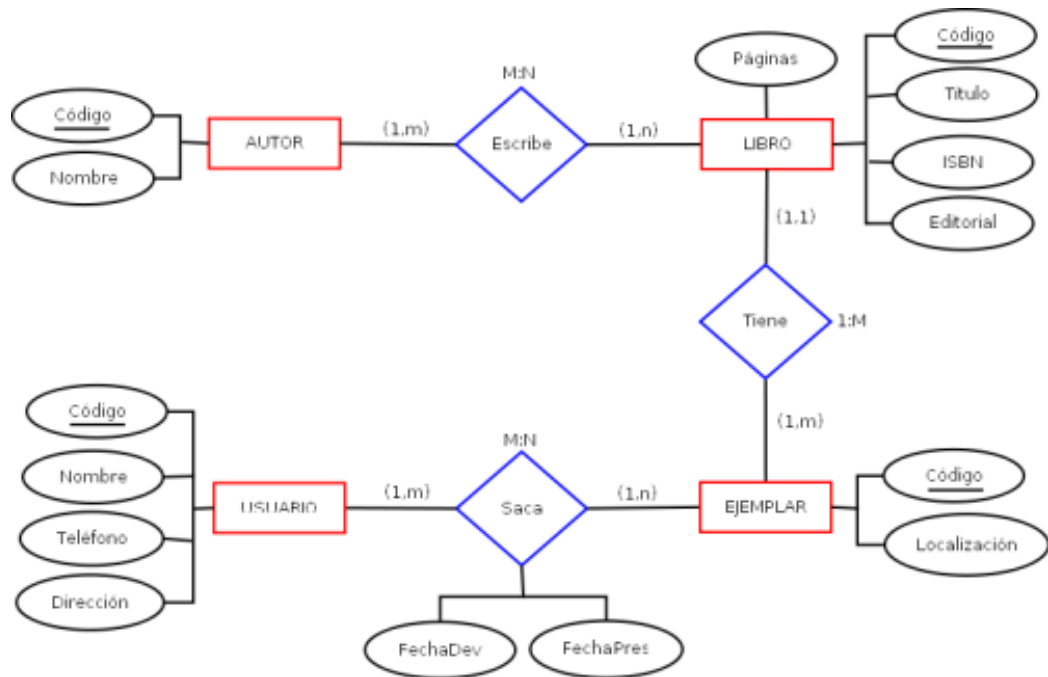 Código
Nombre
AUTOR
(1,m)
M:N
Escribe
(1,n)
Páginas
LIBRO
Código
Titulo
ISBN
Editorial
(1,1)
Tiene
1:M
(1,m)
Código
Nombre
Teléfono
Dirección
USUARIO
(1,m)
M:N
Saca
(1,n)
EJEMPLAR
Código
Localización
FechaDev
FechaPres